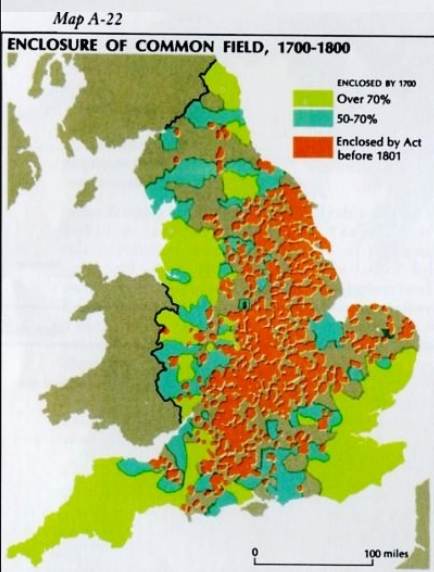 Map A-22
ENCLOSURE OF COMMON FIELD, 1700-1800
ENCLOSED BY 1700
Over 70%
50-70%
Enclosed by Act
before 1801
0 100 miles